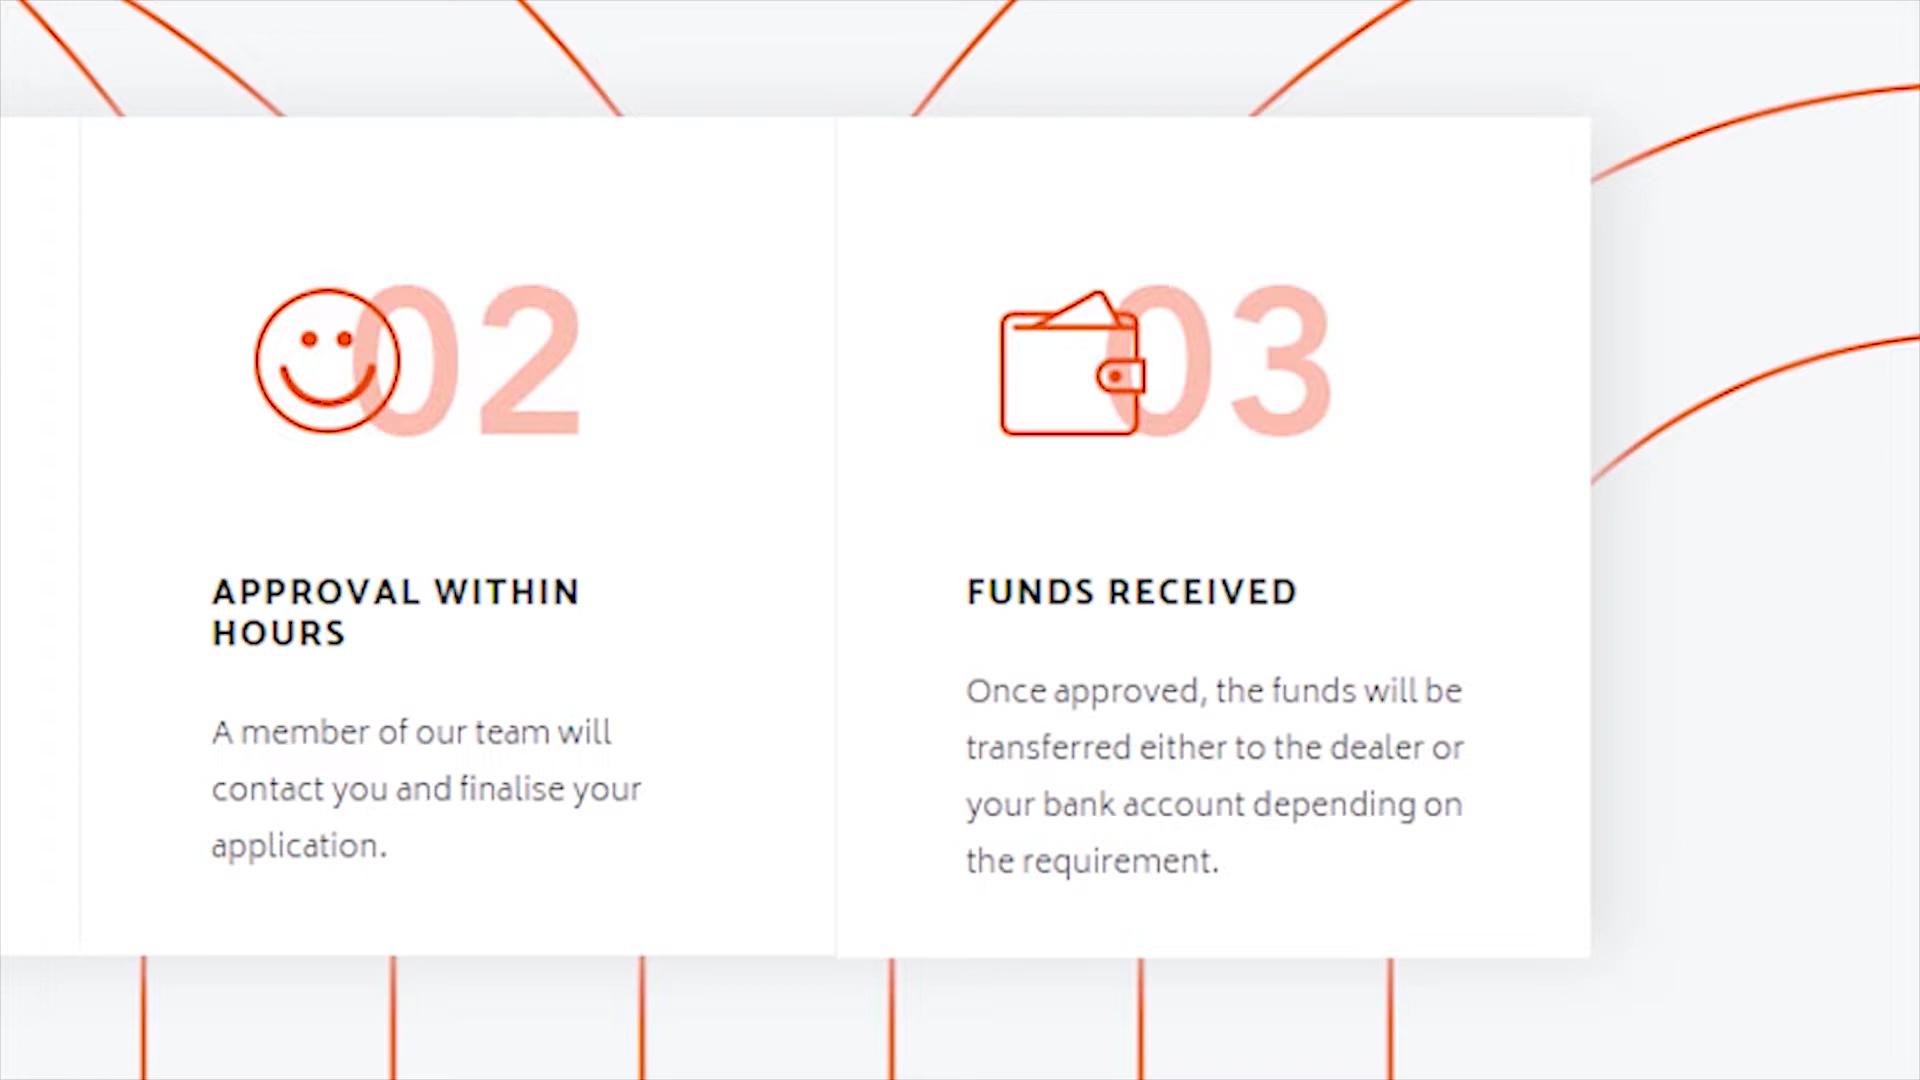 02
APPROVAL WITHIN
HOURS
A member of our team will
contact you and finalise your
application.
03
FUNDS RECEIVED
Once approved, the funds will be
transferred either to the dealer or
your bank account depending on
the requirement.